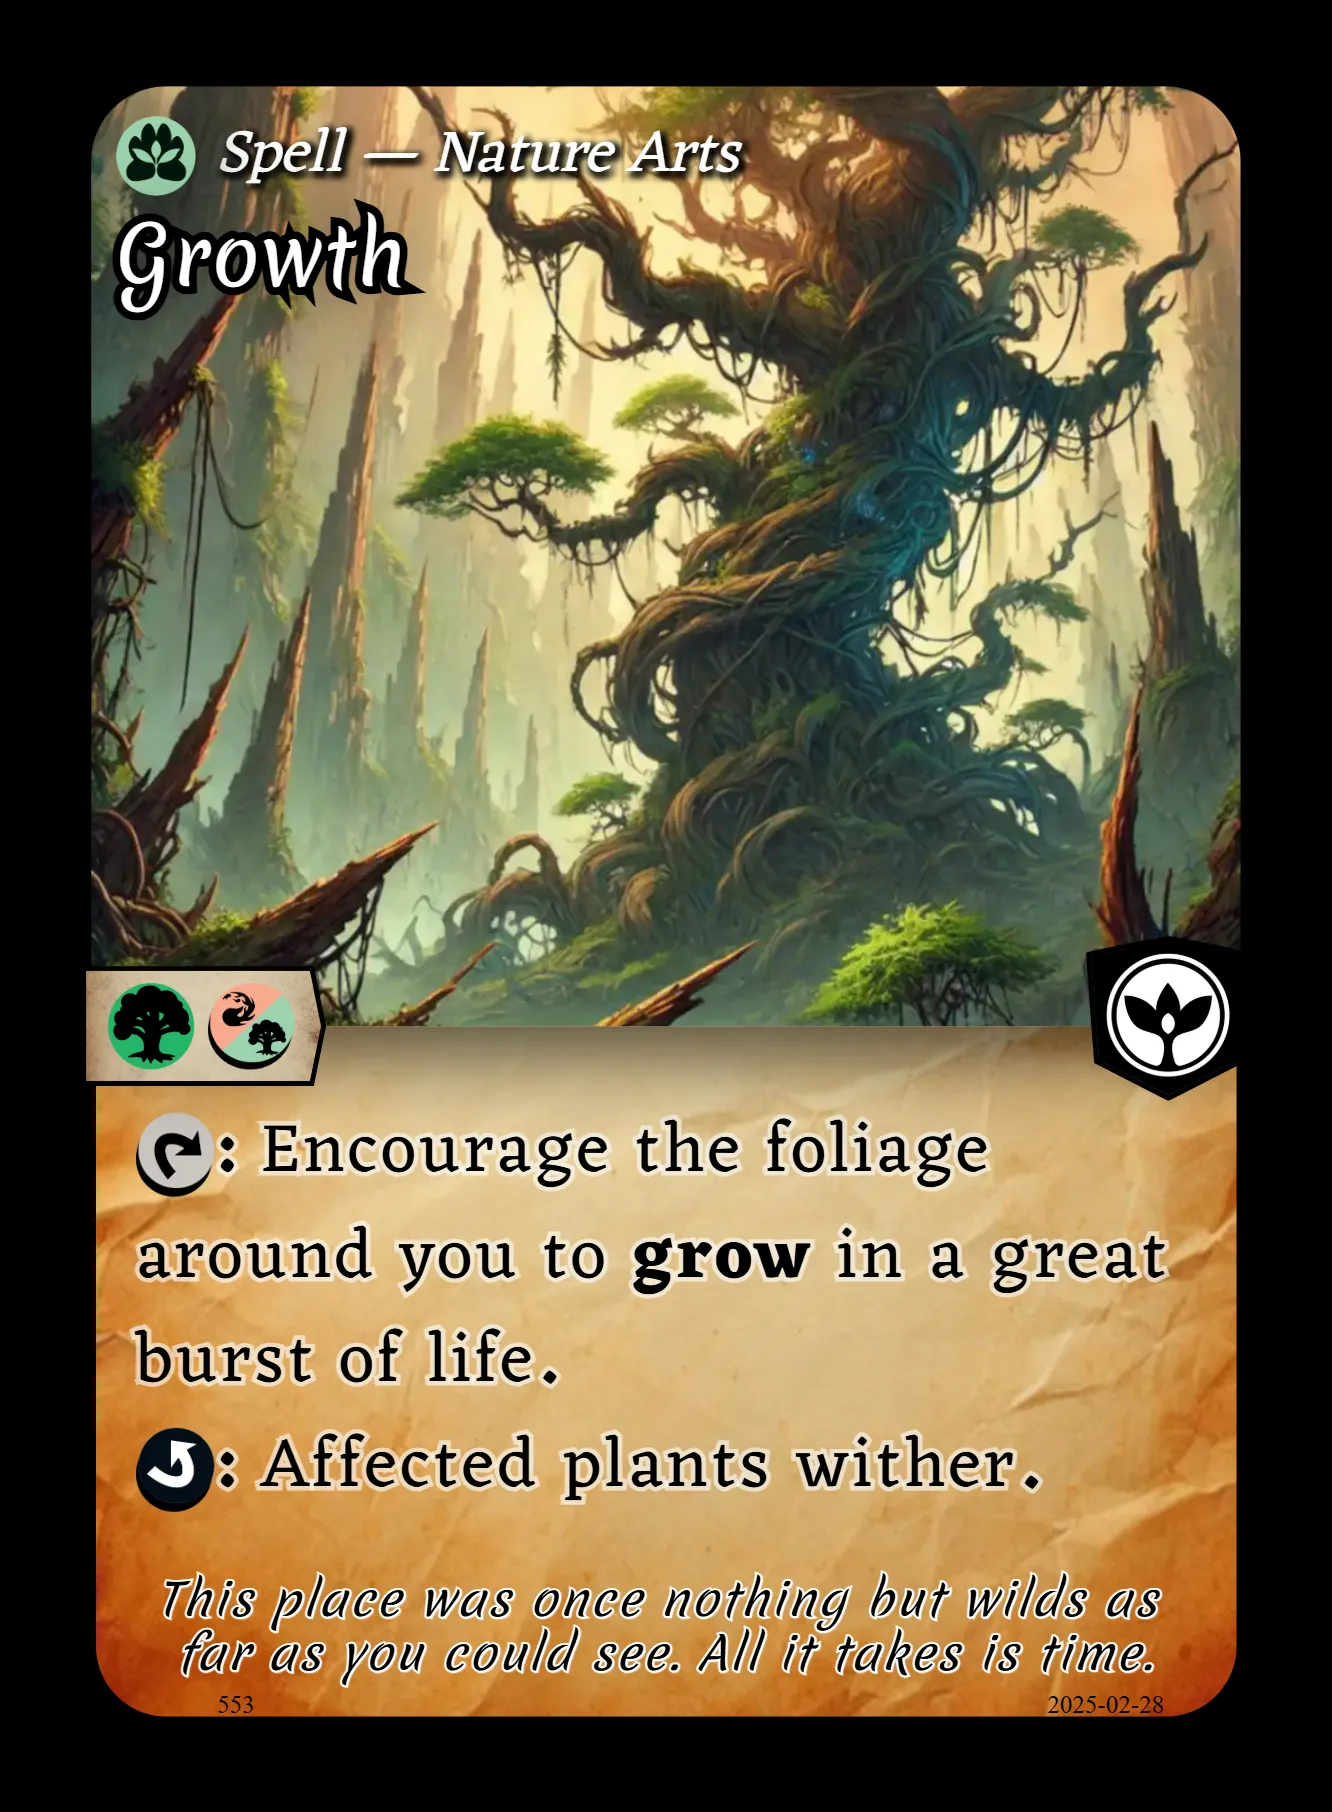 Spell — Nature Arts
Growth
: Encourage the foliage
around you to grow in a great
burst of life.
: Affected plants wither.
This place was once nothing but wilds as
far as you could see. All it takes is time.
553
2025-02-28